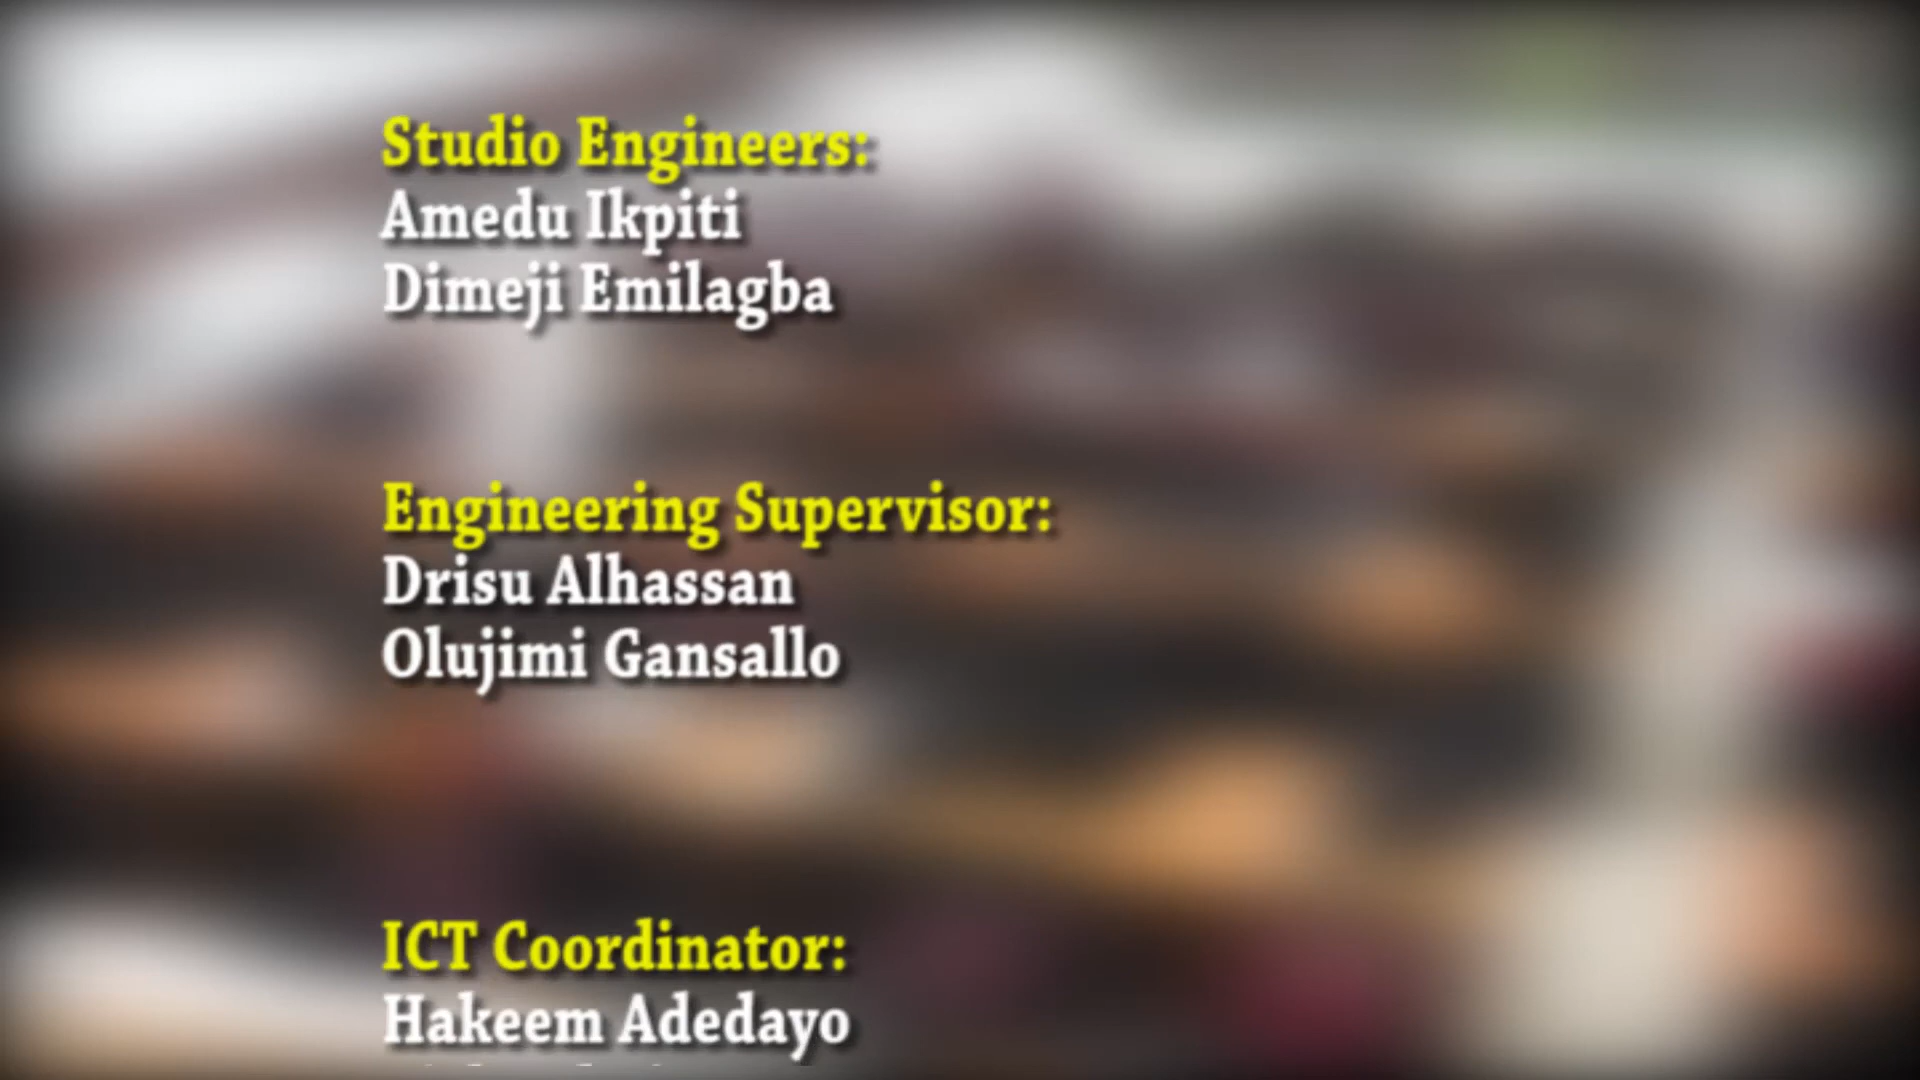 Studio Engineers:
Amedu Ikpiti
Dimeji Emilagba
Engineering Supervisor:
Drisu Alhassan
Olujimi Gansallo
ICT Coordinator:
Hakeem Adedayo